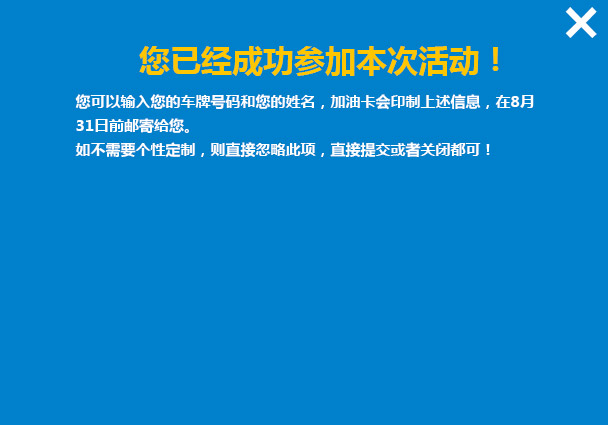 您已经成功参加本次活动！
您可以输入您的车牌号码和您的姓名，加油卡会印制上述信息，在8月
31日前邮寄给您。
如不需要个性定制，则直接忽略此项，直接提交或者关闭都可！